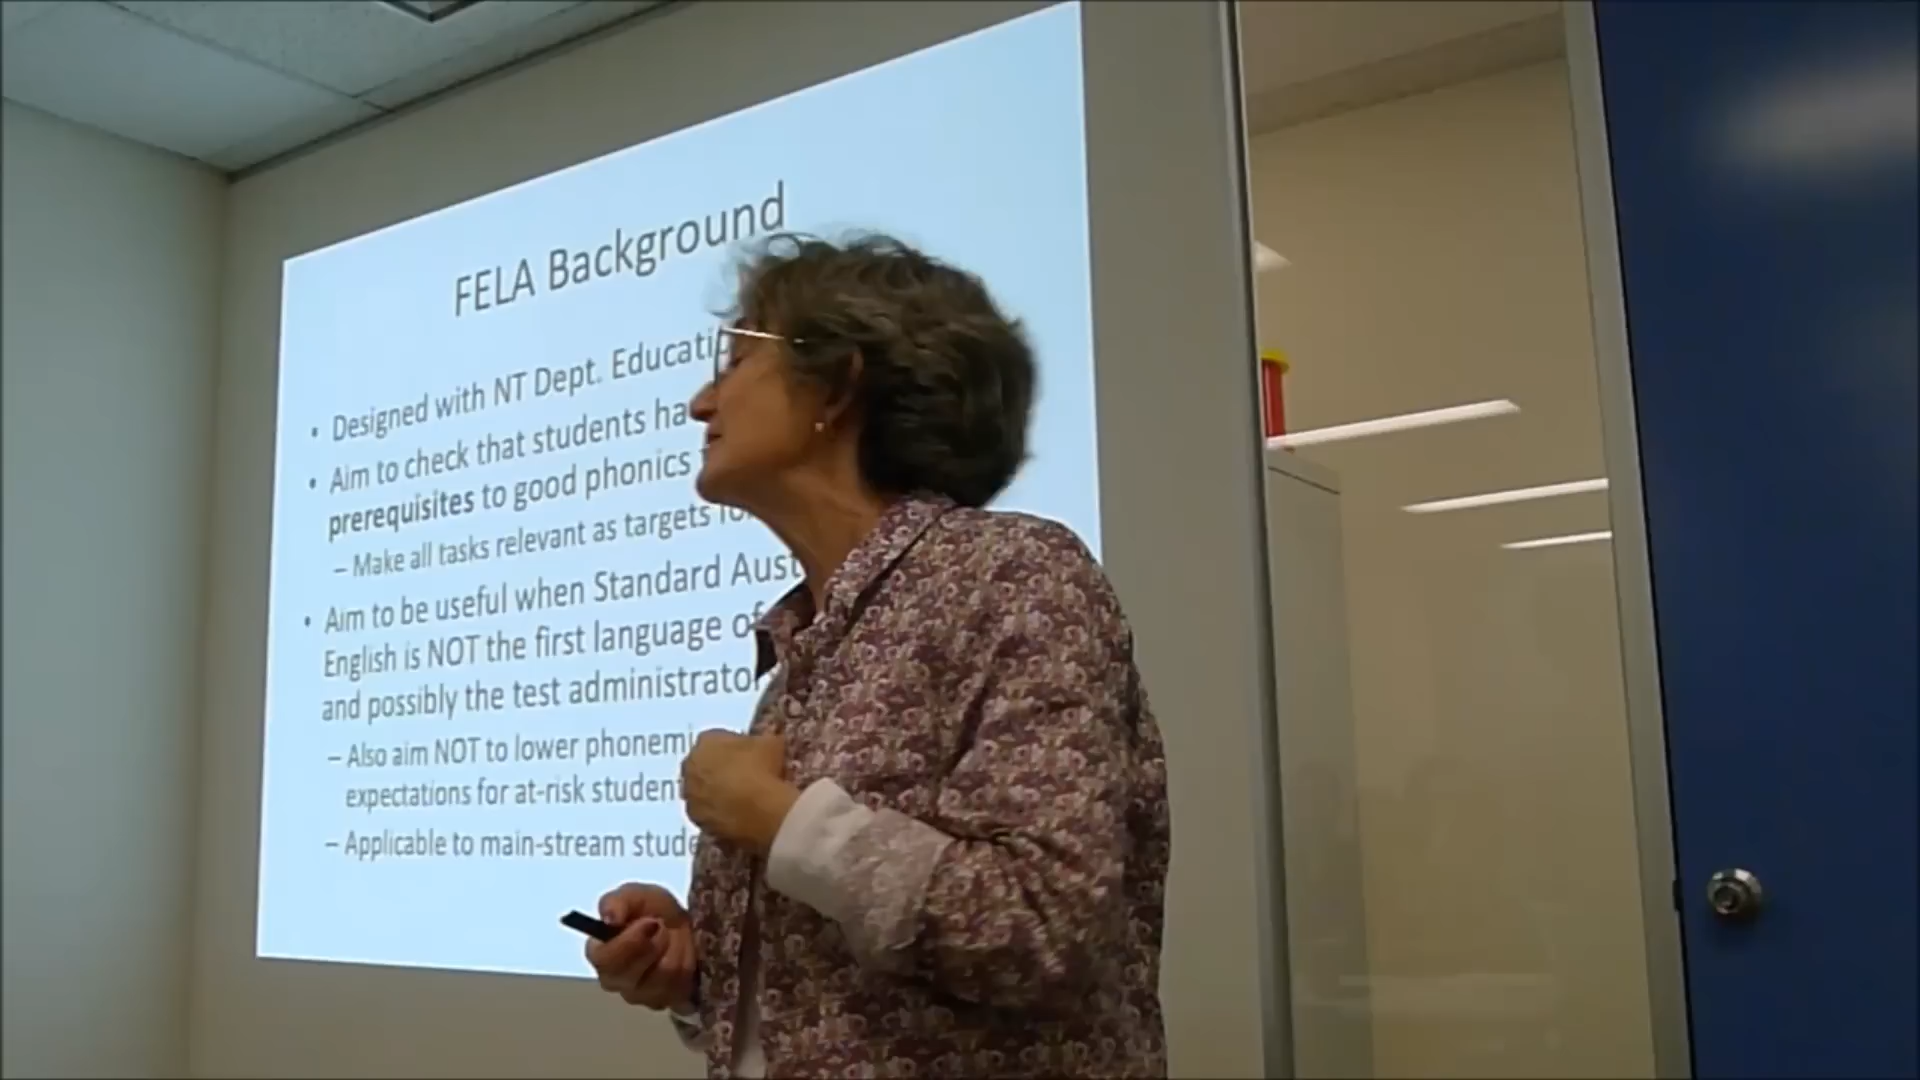 FELA Background
• Designed with NT Dept. Educati
• Aim to check that students ha
prerequisites to good phonics
– Make all tasks relevant as targets for
• Aim to be useful when Standard Aust
English is NOT the first language of
and possibly the test administrator
– Also aim NOT to lower phonemi
expectations for at-risk student
– Applicable to main-stream stude